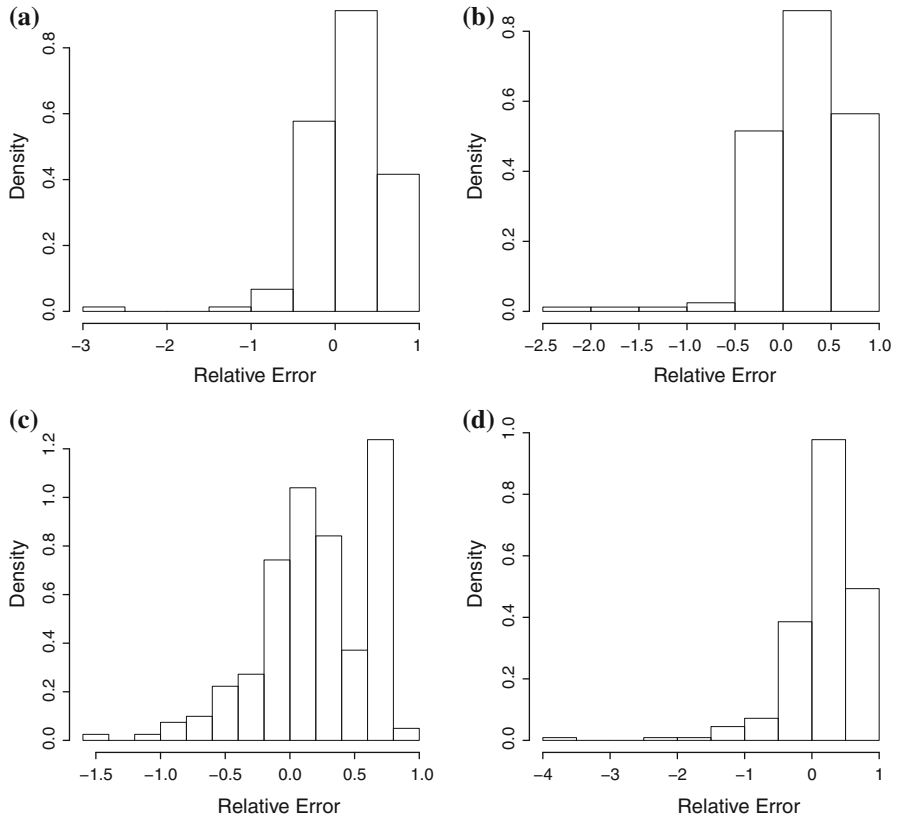 (a)
Density
0.0 0.2 0.4 0.6 0.8
−3 −2 −1 0 1
Relative Error
(b)
Density
0.0 0.2 0.4 0.6 0.8
−2.5 −2.0 −1.5 −1.0 −0.5 0.0 0.5 1.0
Relative Error
(c)
Density
0.0 0.2 0.4 0.6 0.8 1.0 1.2
−1.5 −1.0 −0.5 0.0 0.5 1.0
Relative Error
(d)
Density
0.0 0.2 0.4 0.6 0.8 1.0
−4 −3 −2 −1 0 1
Relative Error